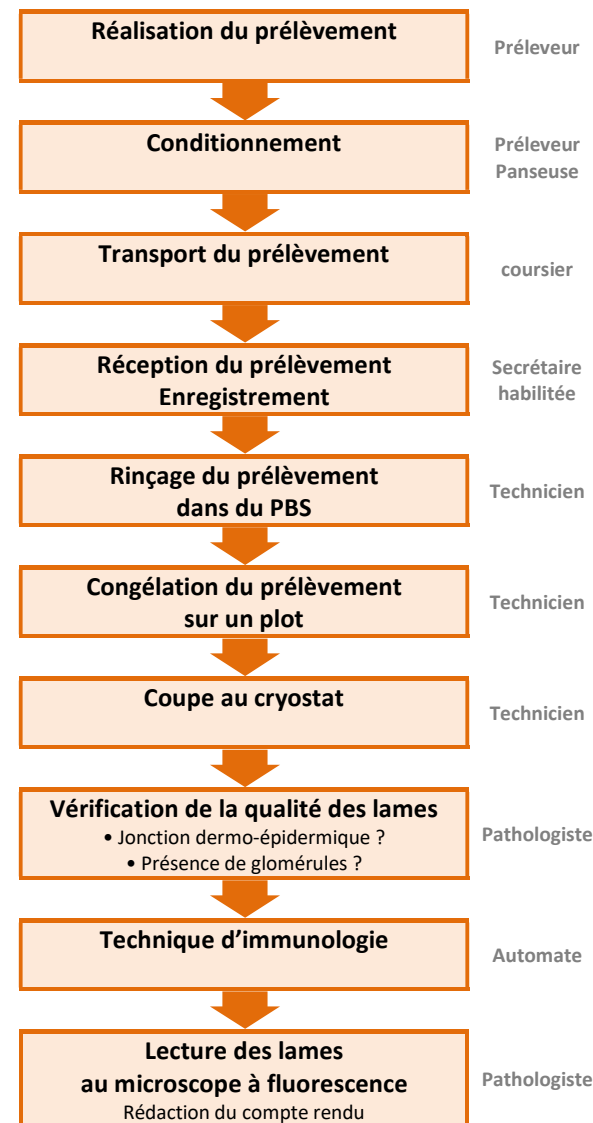 Réalisation du prélèvement
Préleveur
Conditionnement
Préleveur
Panseuse
Transport du prélèvement
coursier
Réception du prélèvement
Enregistrement
Secrétaire
habilitée
Rinçage du prélèvement
dans du PBS
Technicien
Congélation du prélèvement
sur un plot
Technicien
Coupe au cryostat
Technicien
Vérification de la qualité des lames
• Jonction dermo-épidermique ?
• Présence de glomérules ?
Pathologiste
Technique d’immunologie
Automate
Lecture des lames
au microscope à fluorescence
Rédaction du compte rendu
Pathologiste